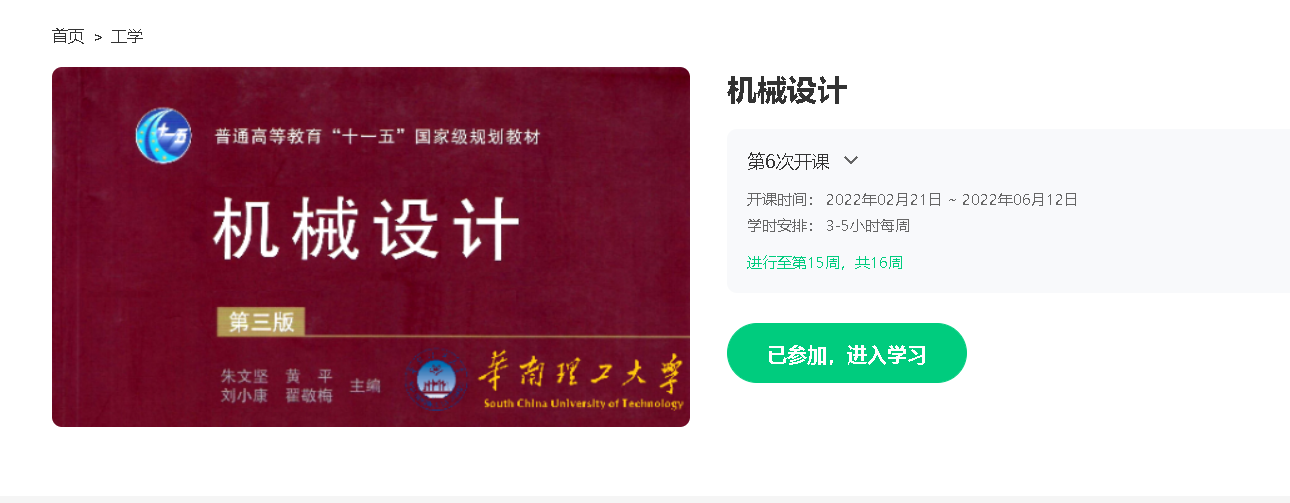 首页 > 工学
十一五
普通高等教育“十一五”国家级规划教材
机械设计
第三版
朱文坚 黄 平 主编
刘小康 翟敬梅
華南理工大学
South China University of Technology
机械设计
第6次开课
开课时间： 2022年02月21日 ~ 2022年06月12日
学时安排： 3-5小时每周
进行至第15周，共16周
已参加，进入学习